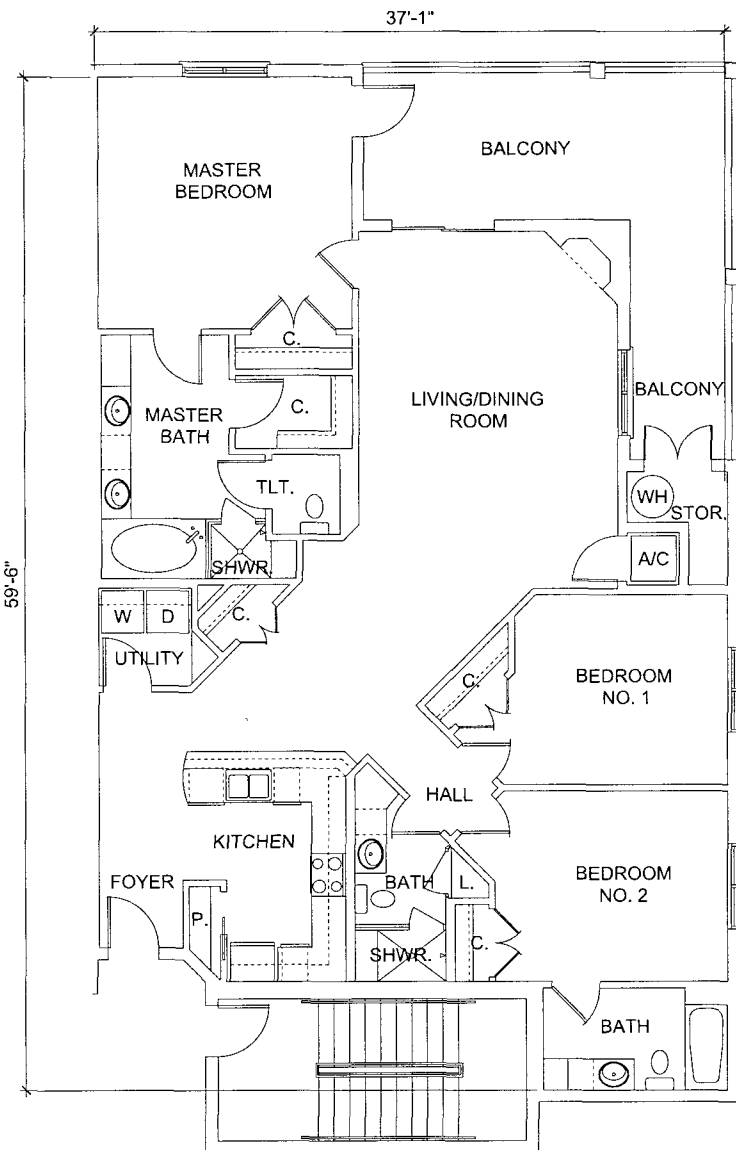 37'-1"
BALCONY
MASTER
BEDROOM
C.
LIVING/DINING
ROOM
BALCONY
C.
MASTER
BATH
TLT.
WH
STOR.
A/C
SHWR.
59'-6"
W
D
C.
UTILITY
BEDROOM
NO. 1
C.
HALL
KITCHEN
BEDROOM
NO. 2
FOYER
BATH
L.
P.
SHWR.
C.
BATH